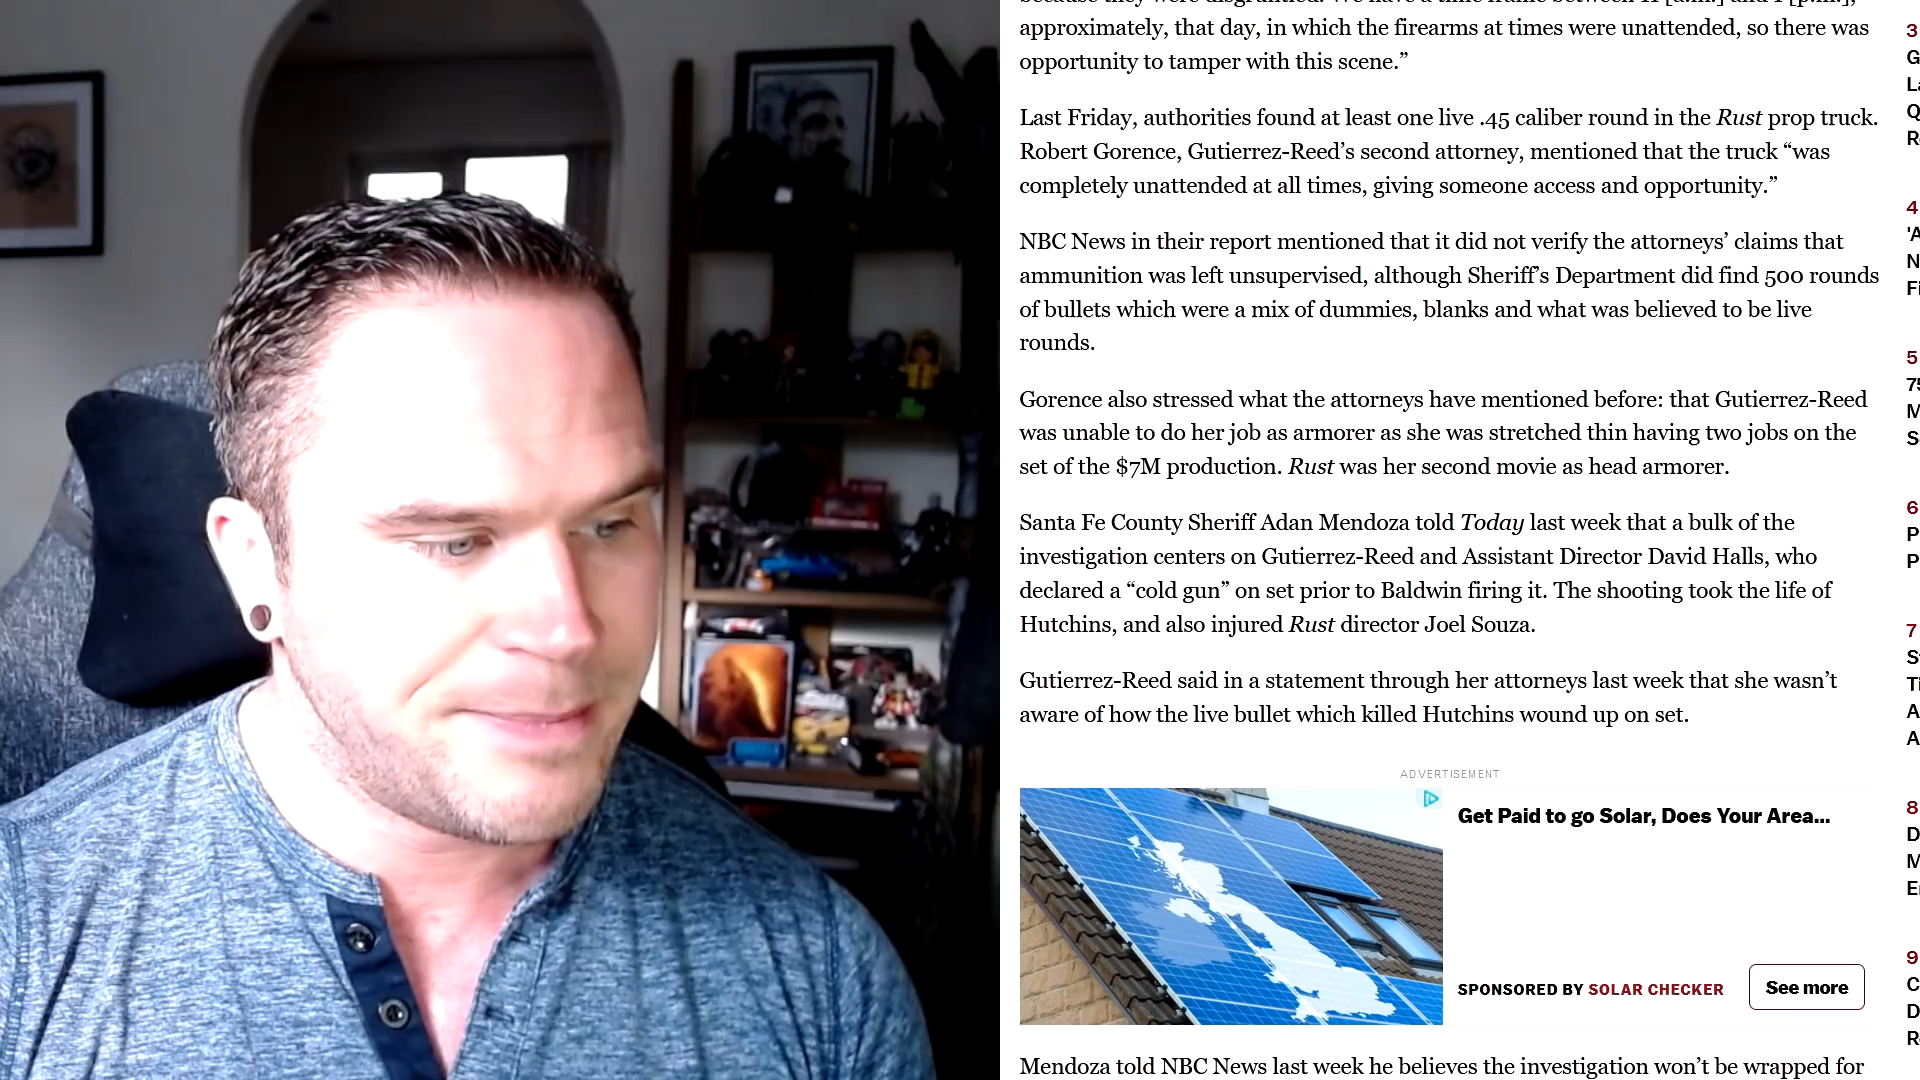 approximately, that day, in which the firearms at times were unattended, so there was
opportunity to tamper with this scene.”
Last Friday, authorities found at least one live .45 caliber round in the Rust prop truck.
Robert Gorence, Gutierrez-Reed’s second attorney, mentioned that the truck “was
completely unattended at all times, giving someone access and opportunity.”
NBC News in their report mentioned that it did not verify the attorneys’ claims that
ammunition was left unsupervised, although Sheriff’s Department did find 500 rounds
of bullets which were a mix of dummies, blanks and what was believed to be live
rounds.
Gorence also stressed what the attorneys have mentioned before: that Gutierrez-Reed
was unable to do her job as armorer as she was stretched thin having two jobs on the
set of the $7M production. Rust was her second movie as head armorer.
Santa Fe County Sheriff Adan Mendoza told Today last week that a bulk of the
investigation centers on Gutierrez-Reed and Assistant Director David Halls, who
declared a “cold gun” on set prior to Baldwin firing it. The shooting took the life of
Hutchins, and also injured Rust director Joel Souza.
Gutierrez-Reed said in a statement through her attorneys last week that she wasn’t
aware of how the live bullet which killed Hutchins wound up on set.
ADVERTISEMENT
Get Paid to go Solar, Does Your Area...
SPONSORED BY SOLAR CHECKER
See more
Mendoza told NBC News last week he believes the investigation won’t be wrapped for
3
4
5
6
7
8
9